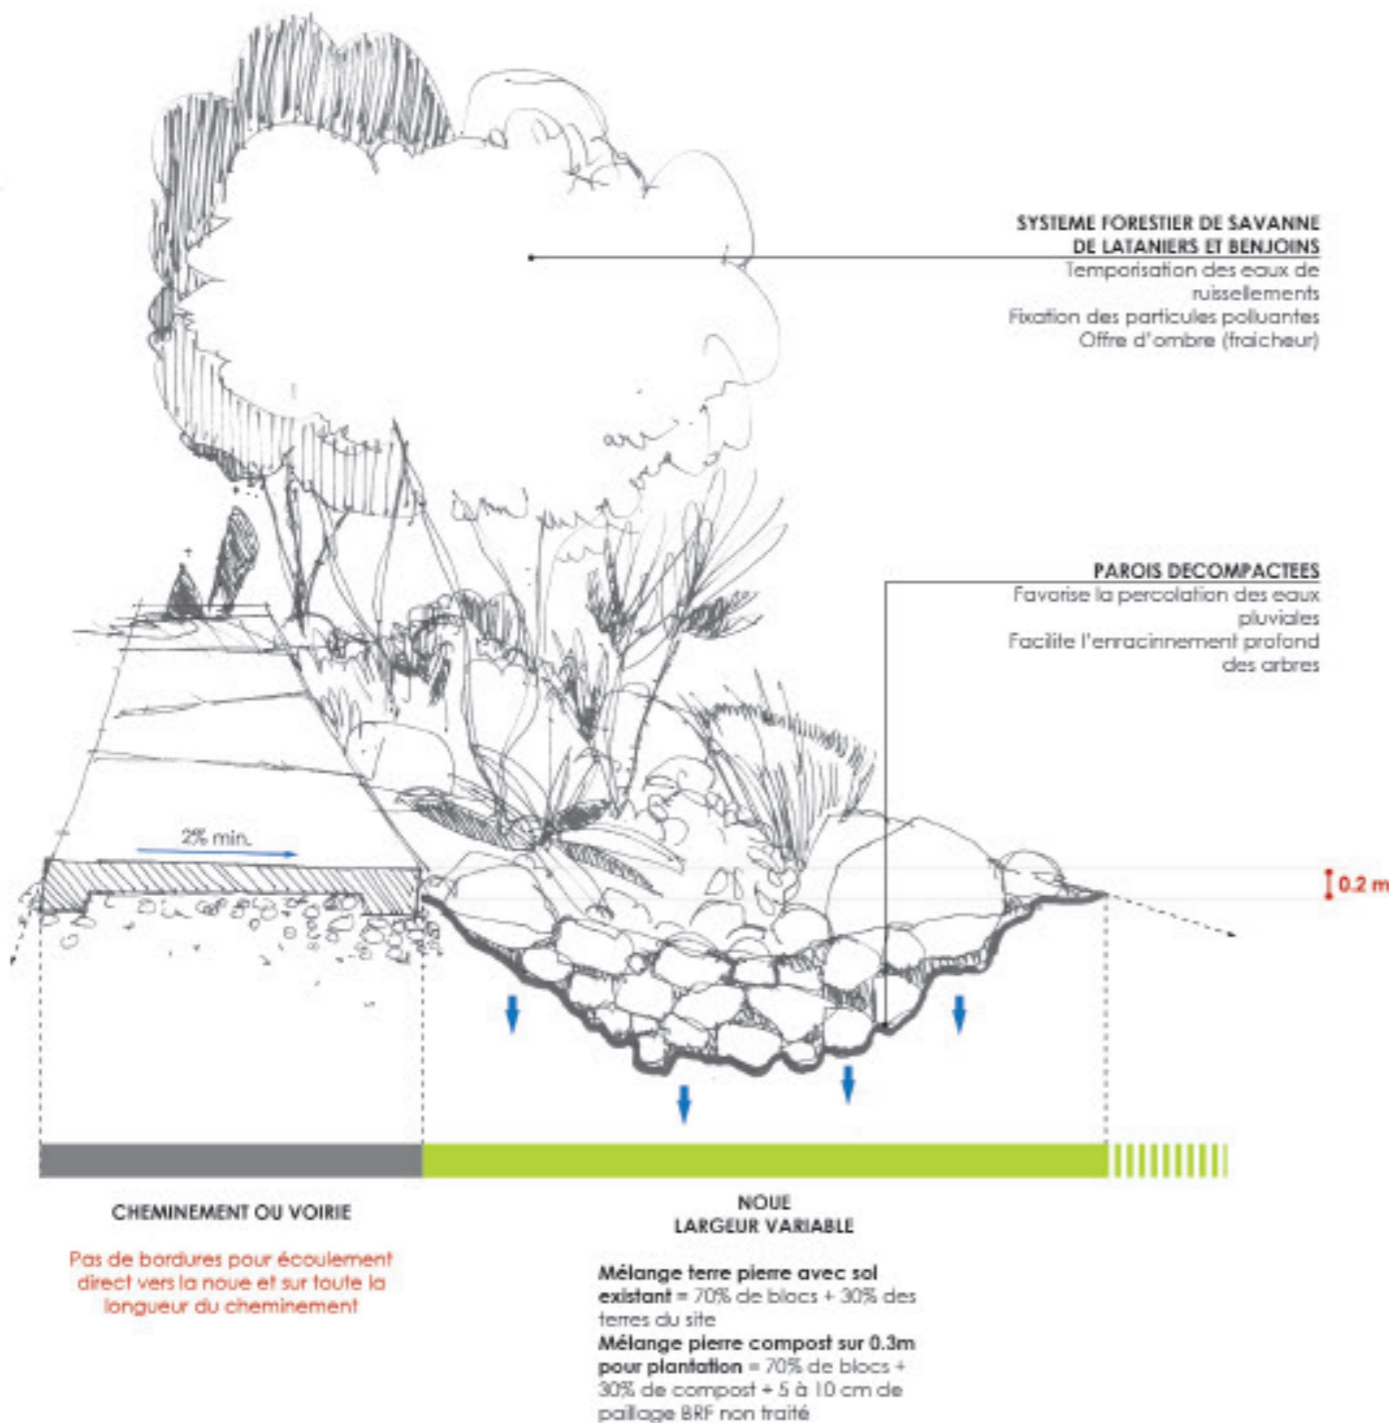 SYSTEME FORESTIER DE SAVANNE
DE LATANIERS ET BENJOINS
Temporisation des eaux de
ruissellements
Fixation des particules polluantes
Offre d'ombre (fraicheur)
PAROIS DECOMPACTEES
Favorise la percolation des eaux
pluviales
Facilite l'enracinnement profond
des arbres
2% min.
0.2 m
CHEMINEMENT OU VOIRIE
Pas de bordures pour écoulement
direct vers la noue et sur toute la
longueur du cheminement
NOUE
LARGEUR VARIABLE
Mélange terre pierre avec sol
existant = 70% de blocs + 30% des
terres du site
Mélange pierre compost sur 0.3m
pour plantation = 70% de blocs +
30% de compost + 5 à 10 cm de
paillage BRF non traité